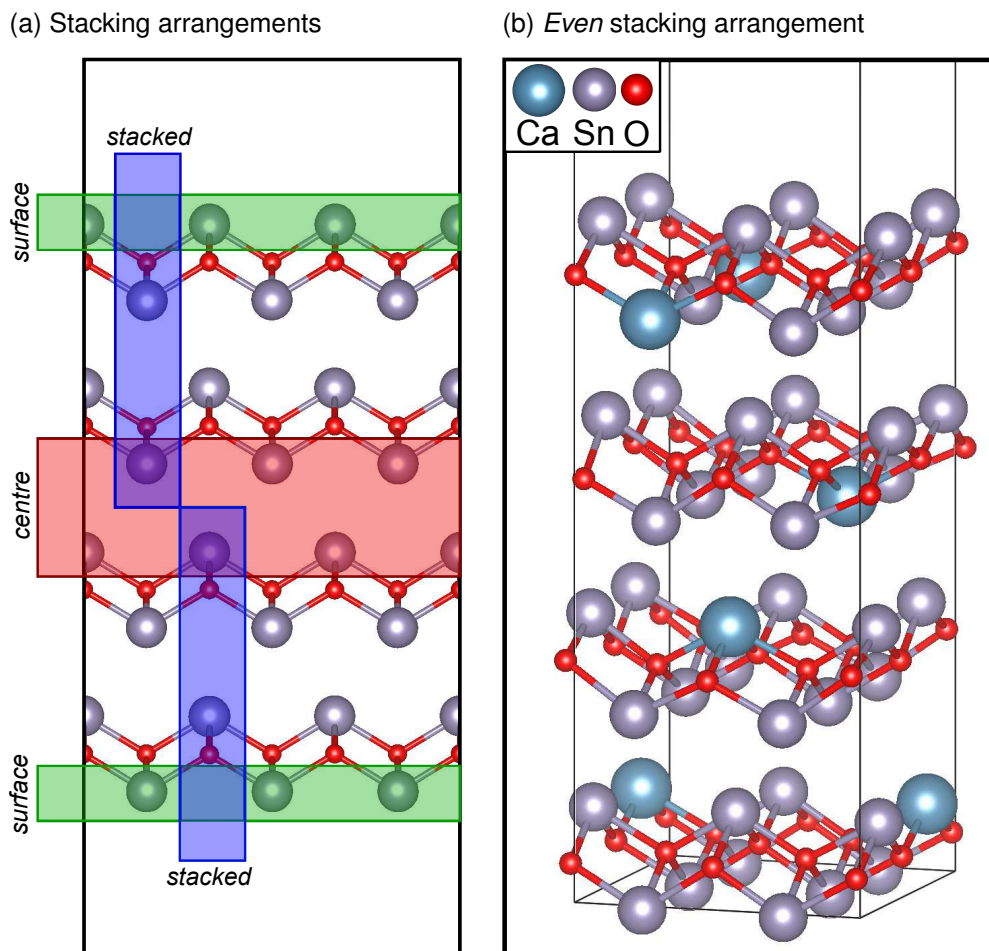 (a) Stacking arrangements
(b) Even stacking arrangement
stacked
surface
centre
surface
stacked
Ca Sn O